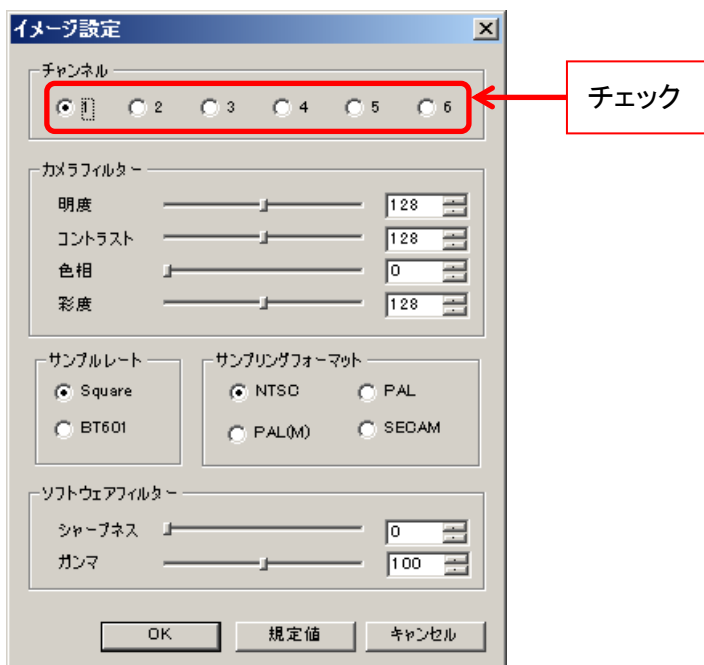 イメージ設定
チャンネル
1 2 3 4 5 6
チェック
カメラフィルター
明度 128
コントラスト 128
色相 0
彩度 128
サンプルレート
Square
BT601
サンプリングフォーマット
NTSC PAL
PAL(M) SECAM
ソフトウェアフィルター
シャープネス 0
ガンマ 100
OK 規定値 キャンセル